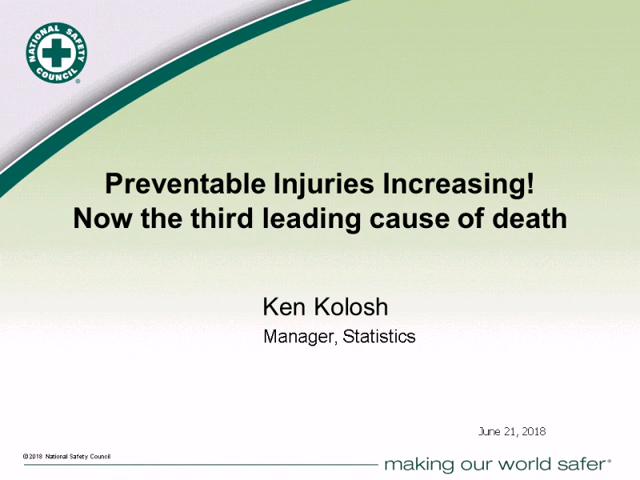 NATIONAL SAFETY
COUNCIL
®
Preventable Injuries Increasing!
Now the third leading cause of death
Ken Kolosh
Manager, Statistics
June 21, 2018
©2018 National Safety Council
making our world safer®